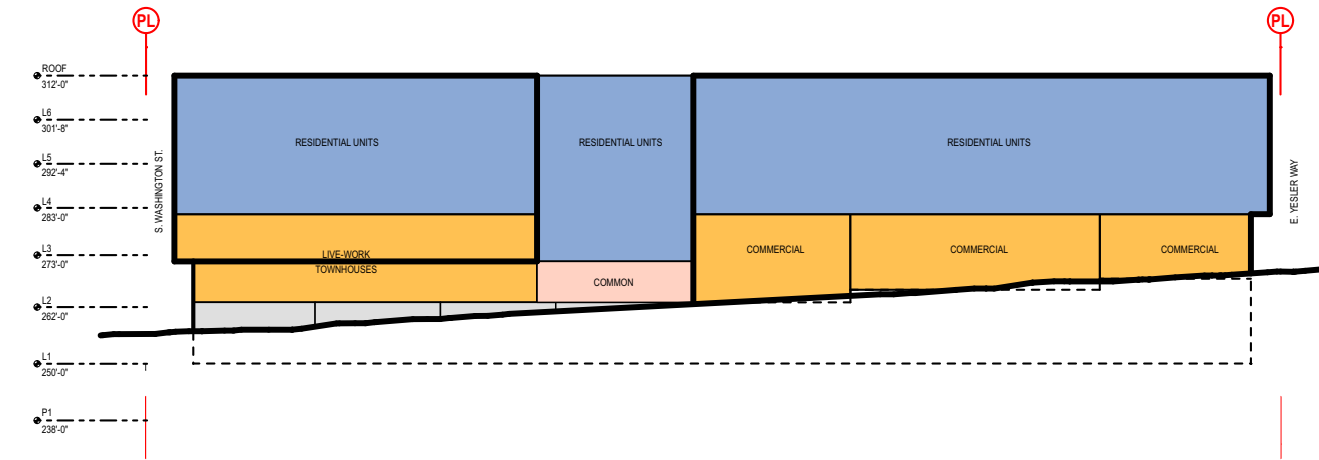 PL
PL
ROOF
312'-0"
L6
301'-8"
L5
292'-4"
L4
283'-0"
L3
273'-0"
L2
262'-0"
L1
250'-0"
P1
238'-0"
S. WASHINGTON ST.
RESIDENTIAL UNITS
RESIDENTIAL UNITS
RESIDENTIAL UNITS
LIVE-WORK
TOWNHOUSES
COMMON
COMMERCIAL
COMMERCIAL
COMMERCIAL
E. YESLER WAY